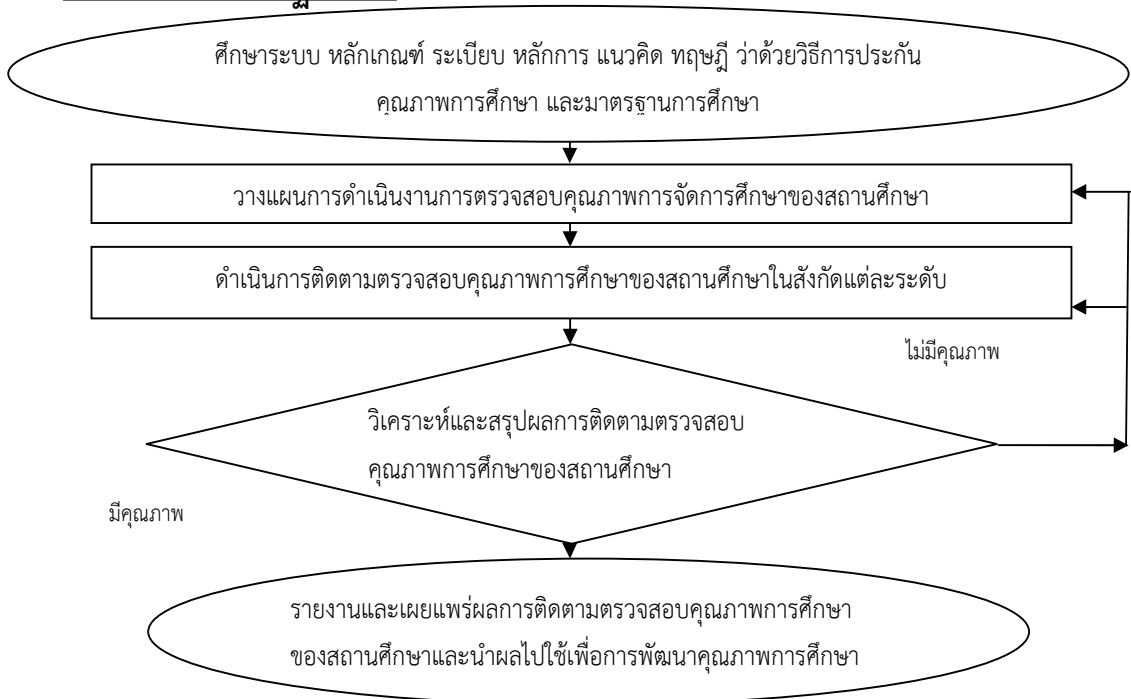 ศึกษาระบบ หลักเกณฑ์ ระเบียบ หลักการ แนวคิด ทฤษฎี ว่าด้วยวิธีการประกัน
คุณภาพการศึกษา และมาตรฐานการศึกษา
วางแผนการดำเนินงานการตรวจสอบคุณภาพการจัดการศึกษาของสถานศึกษา
ดำเนินการติดตามตรวจสอบคุณภาพการศึกษาของสถานศึกษาในสังกัดแต่ละระดับ
ไม่มีคุณภาพ
วิเคราะห์และสรุปผลการติดตามตรวจสอบ
คุณภาพการศึกษาของสถานศึกษา
มีคุณภาพ
รายงานและเผยแพร่ผลการติดตามตรวจสอบคุณภาพการศึกษา
ของสถานศึกษาและนำผลไปใช้เพื่อการพัฒนาคุณภาพการศึกษา